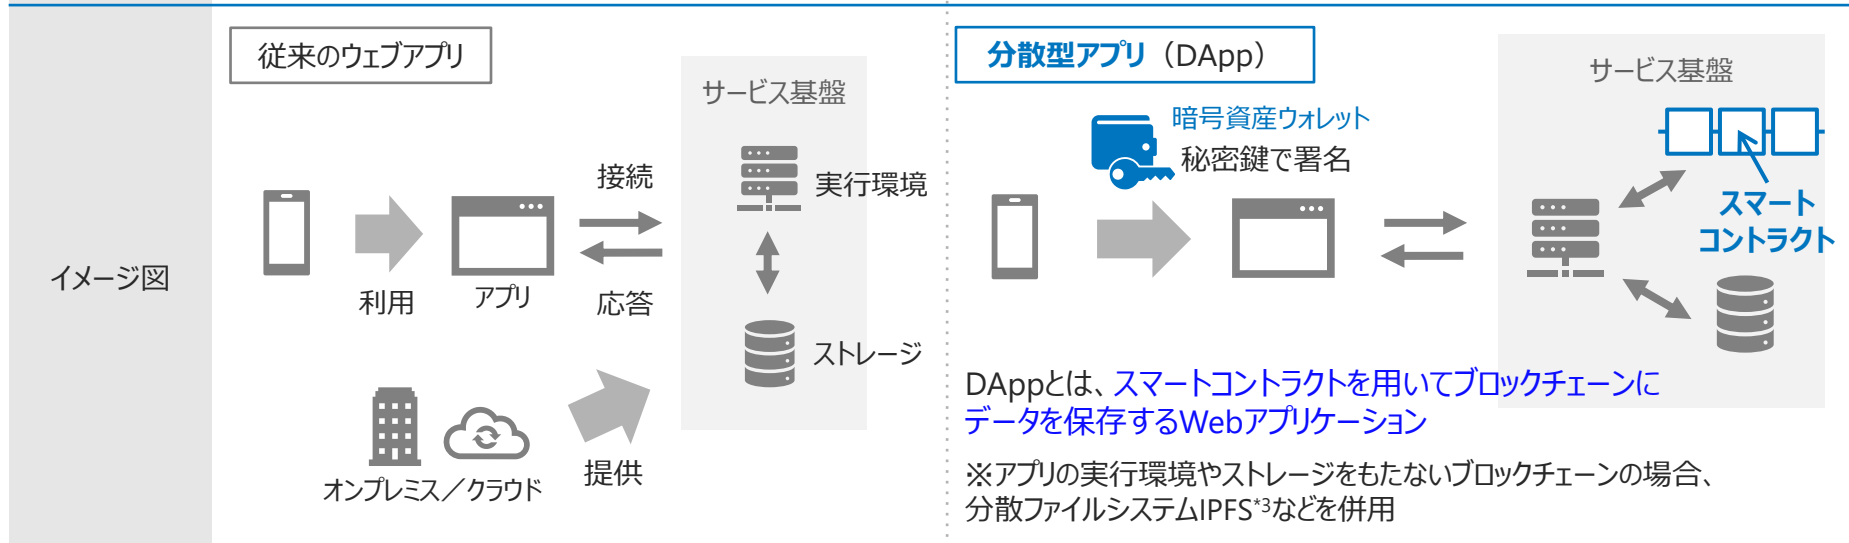 イメージ図
従来のウェブアプリ
サービス基盤
接続
実行環境
利用
アプリ
応答
ストレージ
オンプレミス／クラウド
提供
分散型アプリ（DApp）
サービス基盤
暗号資産ウォレット
秘密鍵で署名
スマート
コントラクト
DAppとは、スマートコントラクトを用いてブロックチェーンに
データを保存するWebアプリケーション
※アプリの実行環境やストレージをもたないブロックチェーンの場合、
分散ファイルシステムIPFS*3などを併用